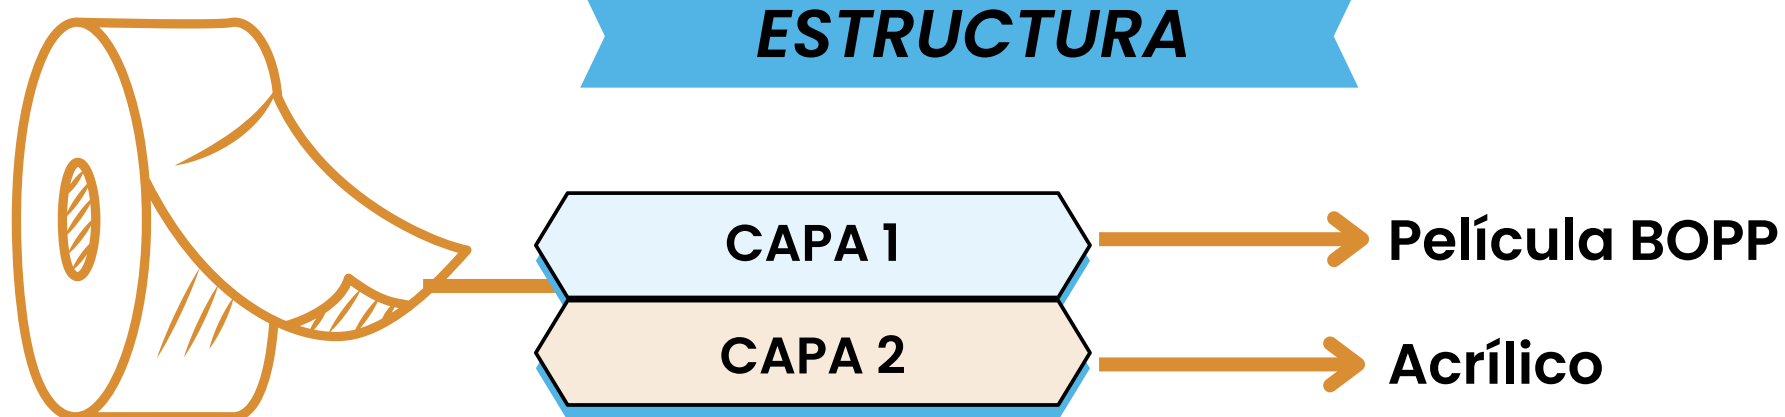 ESTRUCTURA
CAPA 1
Película BOPP
CAPA 2
Acrílico